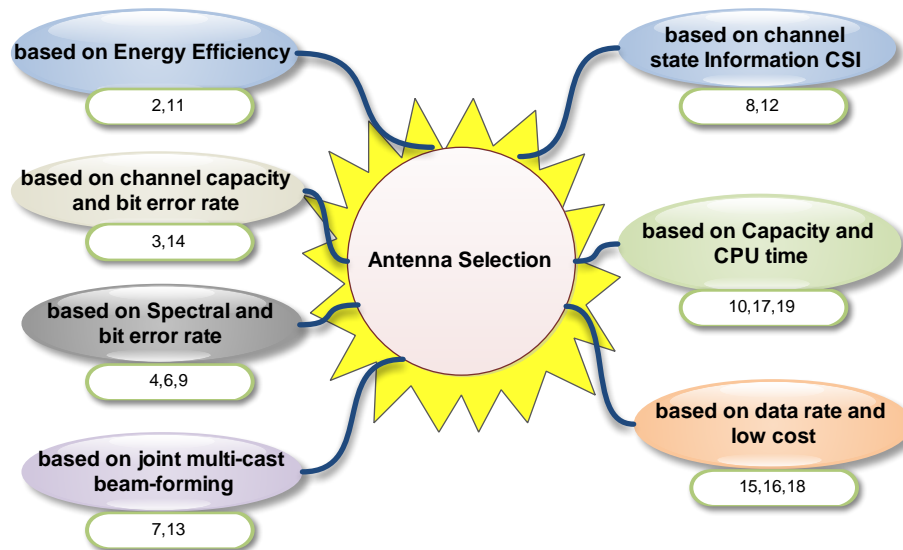 based on Energy Efficiency
2,11
based on channel capacity
and bit error rate
3,14
based on Spectral and
bit error rate
4,6,9
based on joint multi-cast
beam-forming
7,13
Antenna Selection
based on channel
state Information CSI
8,12
based on Capacity and
CPU time
10,17,19
based on data rate and
low cost
15,16,18